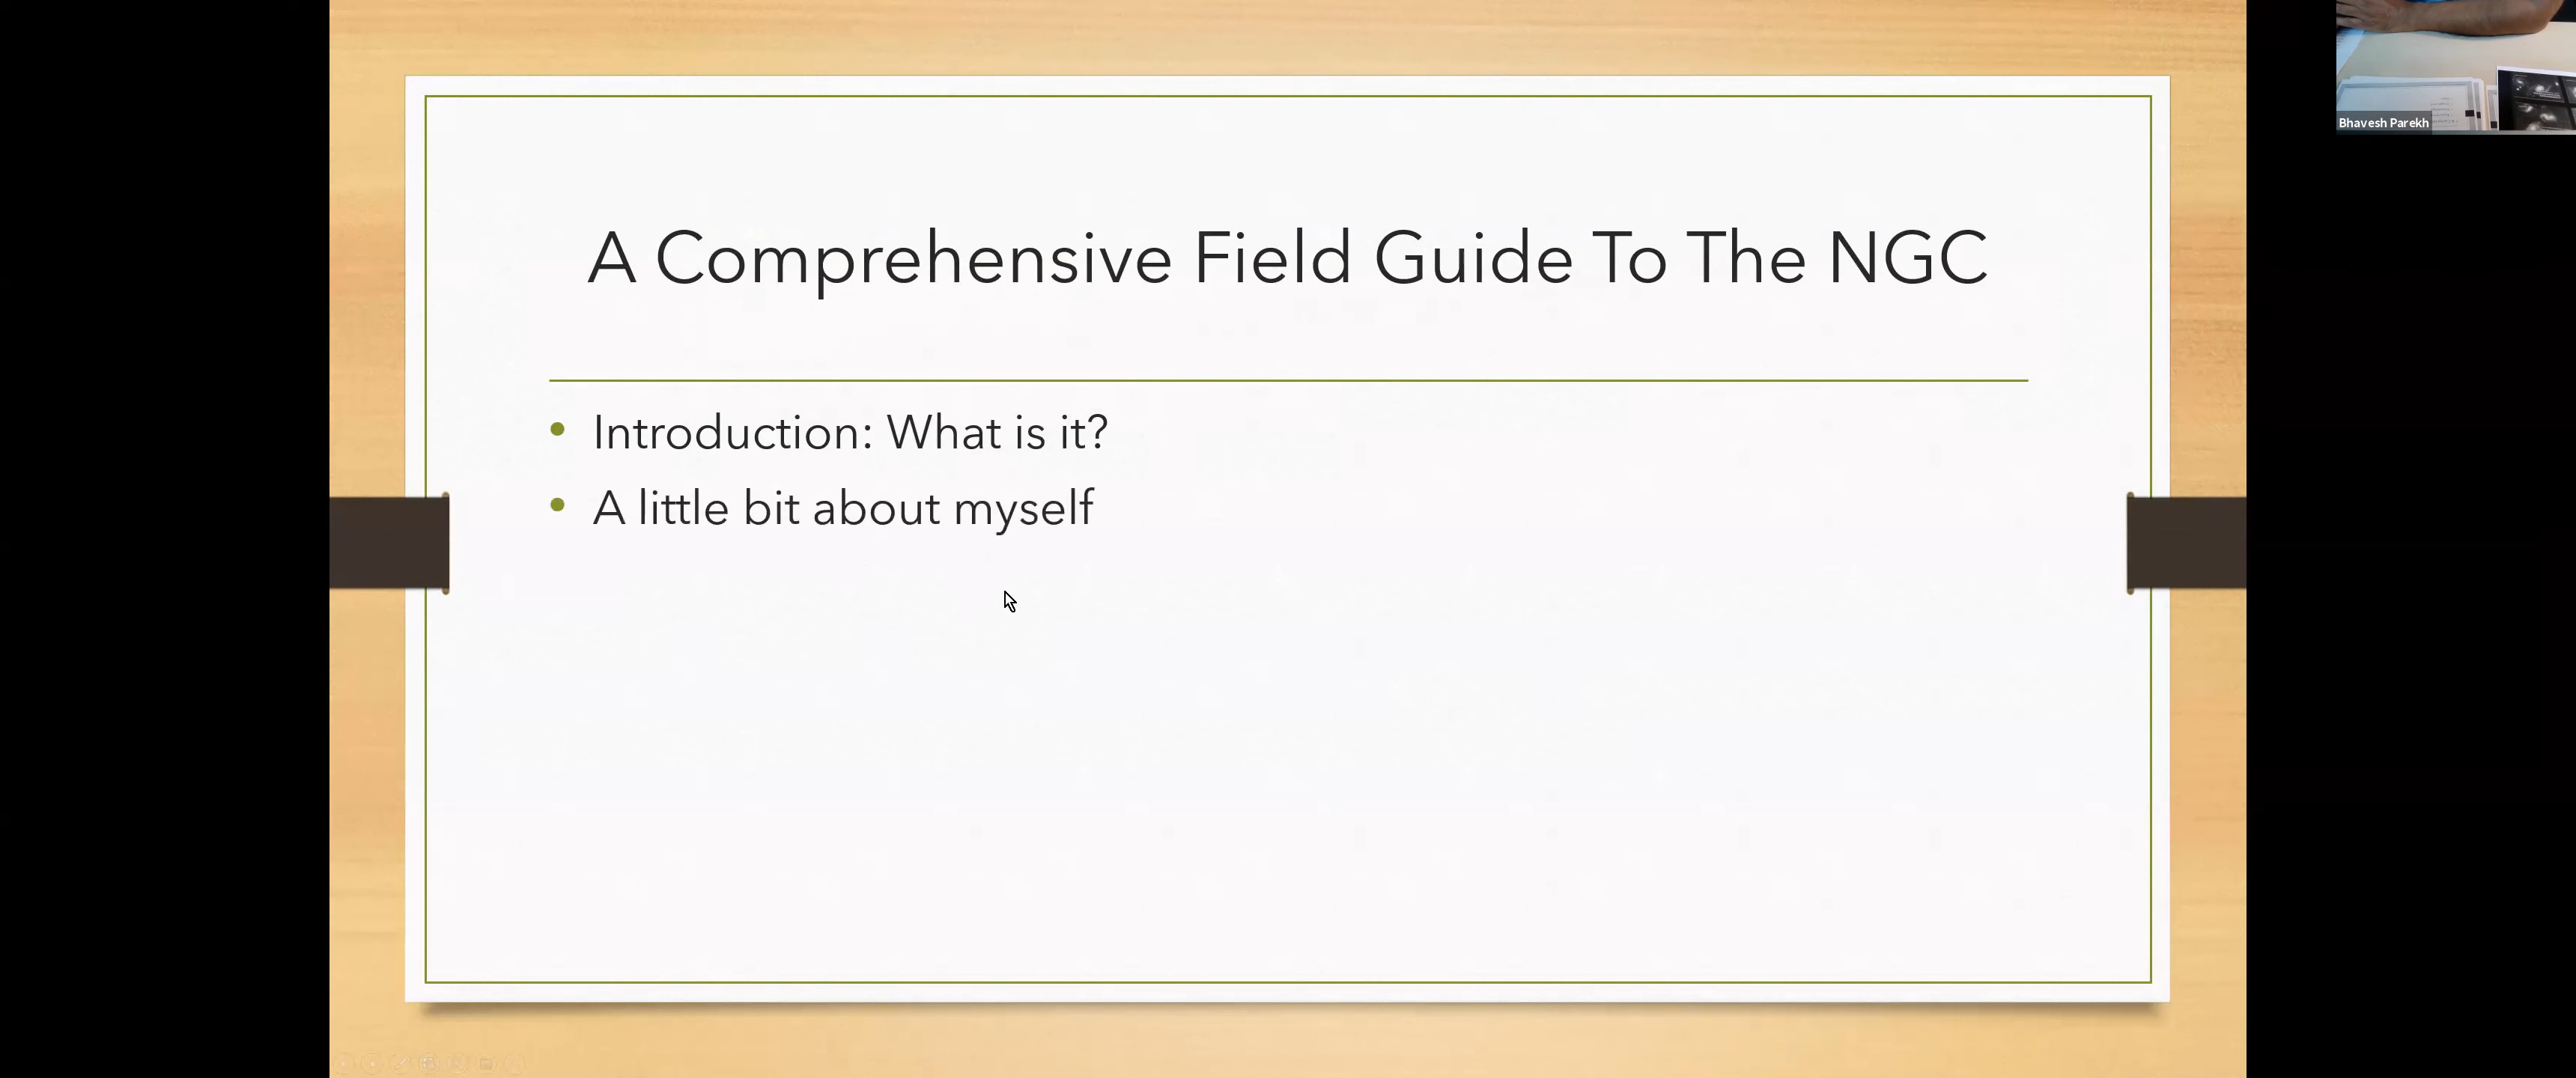 A Comprehensive Field Guide To The NGC
Introduction: What is it?
A little bit about myself
Bhavesh Parekh